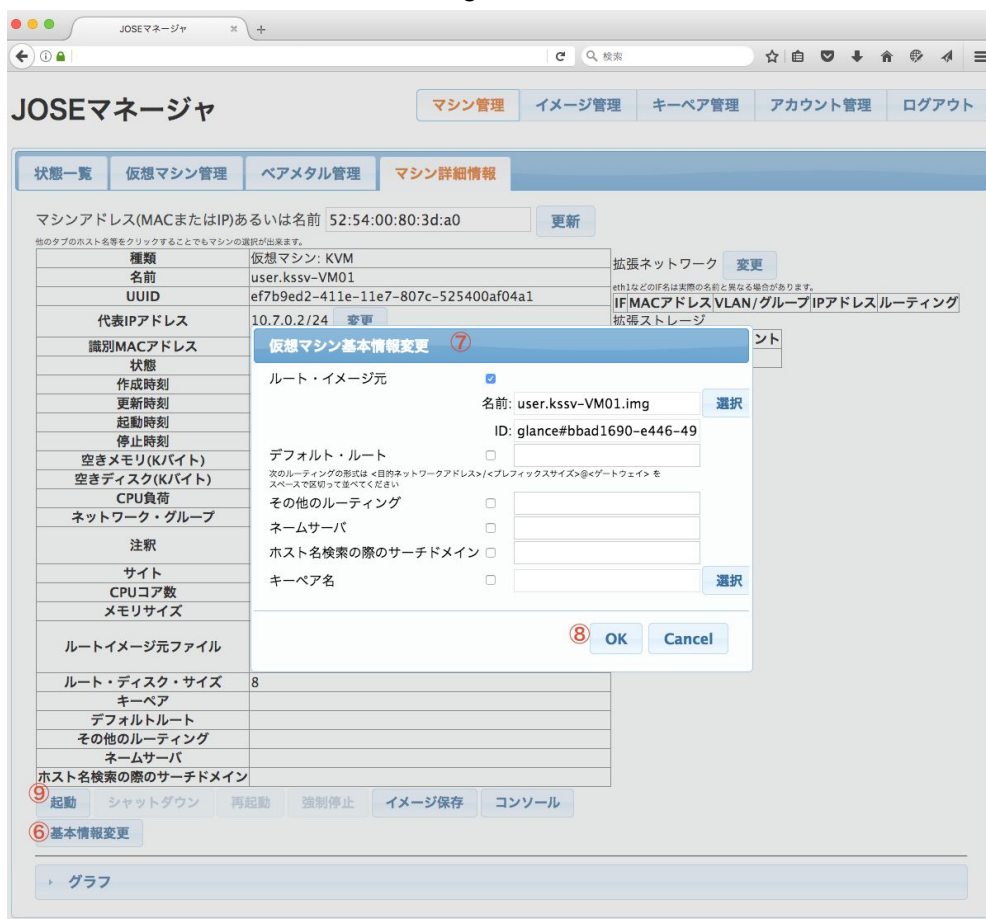 JOSEマネージャ
検索
JOSEマネージャ
マシン管理 イメージ管理 キーペア管理 アカウント管理 ログアウト
状態一覧 仮想マシン管理 ベアメタル管理 マシン詳細情報
マシンアドレス(MACまたはIP)あるいは名前 52:54:00:80:3d:a0 更新
他のタブのホスト名等をクリックすることでもマシンの選択が出来ます。
種類 仮想マシン: KVM
名前 user.kssv-VM01
UUID ef7b9ed2-411e-11e7-807c-525400af04a1
代表IPアドレス 10.7.0.2/24 変更
識別MACアドレス
状態
作成時刻
更新時刻
起動時刻
停止時刻
空きメモリ(Kバイト)
空きディスク(Kバイト)
CPU負荷
ネットワーク・グループ
注釈
サイト
CPUコア数
メモリサイズ
ルートイメージ元ファイル
ルート・ディスク・サイズ 8
キーペア
デフォルトルート
その他のルーティング
ネームサーバ
ホスト名検索の際のサーチドメイン
拡張ネットワーク 変更
eth1などのIF名は実際の名前と異なる場合があります。
IF MACアドレス VLAN/グループ IPアドレス ルーティング
拡張ストレージ
ント
仮想マシン基本情報変更 ⑦
ルート・イメージ元
名前: user.kssv-VM01.img 選択
ID: glance#bbad1690-e446-49
デフォルト・ルート
次のルーティングの形式は <目的ネットワークアドレス>/<プレフィックスサイズ>@<ゲートウェイ> を
スペースで区切って並べてください
その他のルーティング
ネームサーバ
ホスト名検索の際のサーチドメイン
キーペア名 選択
⑧ OK Cancel
⑨ 起動 シャットダウン 再起動 強制停止 イメージ保存 コンソール
⑥ 基本情報変更
グラフ